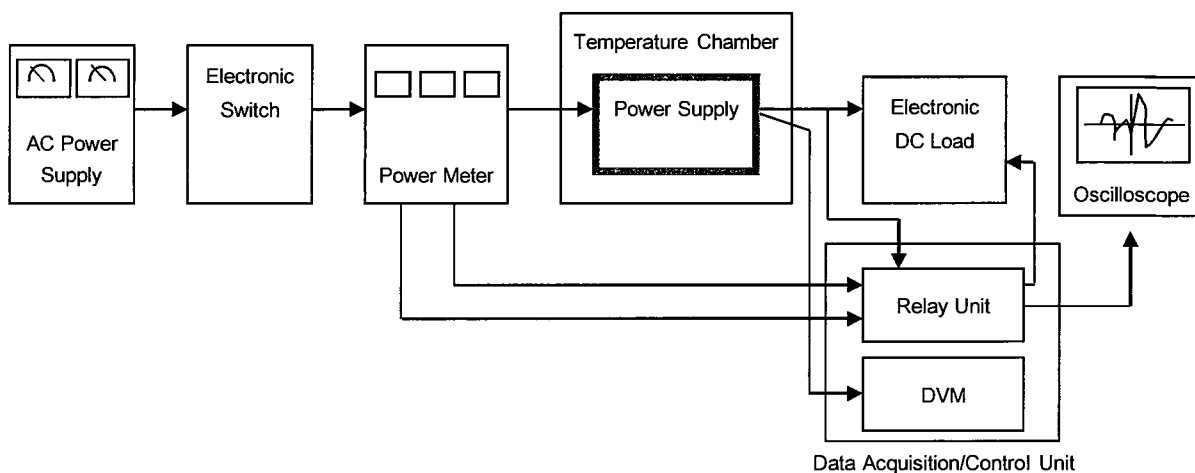 AC Power
Supply
Electronic
Switch
Power Meter
Temperature Chamber
Power Supply
Electronic
DC Load
Oscilloscope
Relay Unit
DVM
Data Acquisition/Control Unit